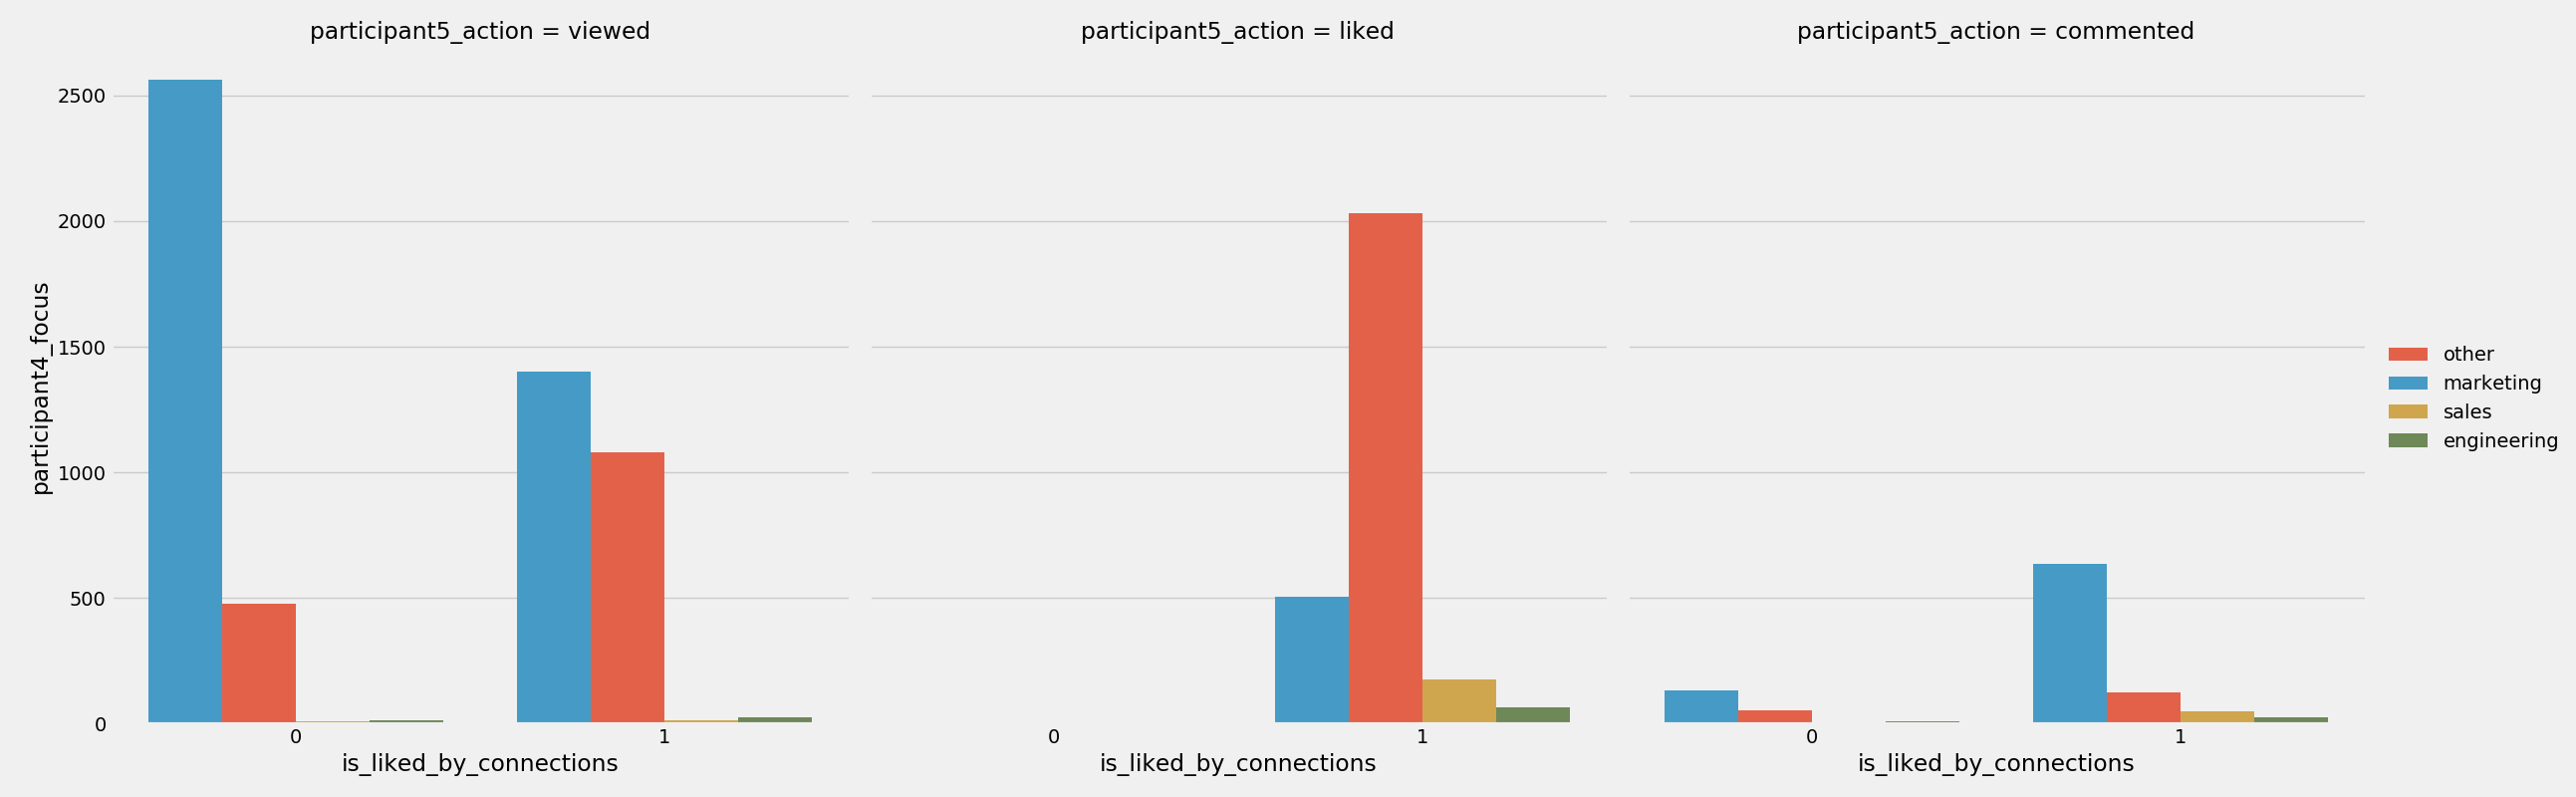 participant5_action = viewed
participant5_action = liked
participant5_action = commented
participant4_focus
2500
2000
1500
1000
500
0
0
1
is_liked_by_connections
0
1
is_liked_by_connections
0
1
is_liked_by_connections
other
marketing
sales
engineering